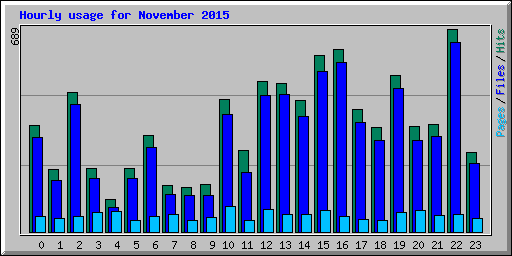 Hourly usage for November 2015
689
Pages/Files/Hits
0 1 2 3 4 5 6 7 8 9 10 11 12 13 14 15 16 17 18 19 20 21 22 23